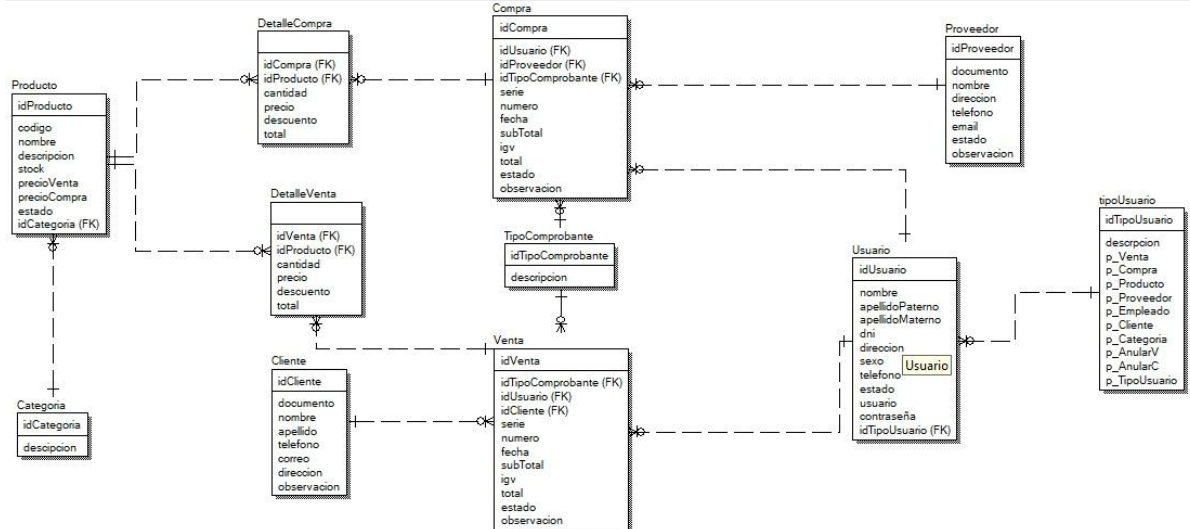 Producto
idProducto
codigo
nombre
descripcion
stock
precioVenta
precioCompra
estado
idCategoria (FK)
Categoria
idCategoria
descipcion
DetalleCompra
idCompra (FK)
idProducto (FK)
cantidad
precio
descuento
total
DetalleVenta
idVenta (FK)
idProducto (FK)
cantidad
precio
descuento
total
Cliente
idCliente
documento
nombre
apellido
telefono
correo
direccion
observacion
Compra
idCompra
idUsuario (FK)
idProveedor (FK)
idTipoComprobante (FK)
serie
numero
fecha
subTotal
igv
total
estado
observacion
TipoComprobante
idTipoComprobante
descripcion
Venta
idVenta
idTipoComprobante (FK)
idUsuario (FK)
idCliente (FK)
serie
numero
fecha
subTotal
igv
total
estado
observacion
Proveedor
idProveedor
documento
nombre
direccion
telefono
email
estado
observacion
Usuario
idUsuario
nombre
apellidoPaterno
apellidoMaterno
dni
direccion
sexo
telefono
estado
usuario
contraseña
idTipoUsuario (FK)
Usuario
tipoUsuario
idTipoUsuario
descrpcion
p_Venta
p_Compra
p_Producto
p_Proveedor
p_Empleado
p_Cliente
p_Categoria
p_AnularV
p_AnularC
p_TipoUsuario